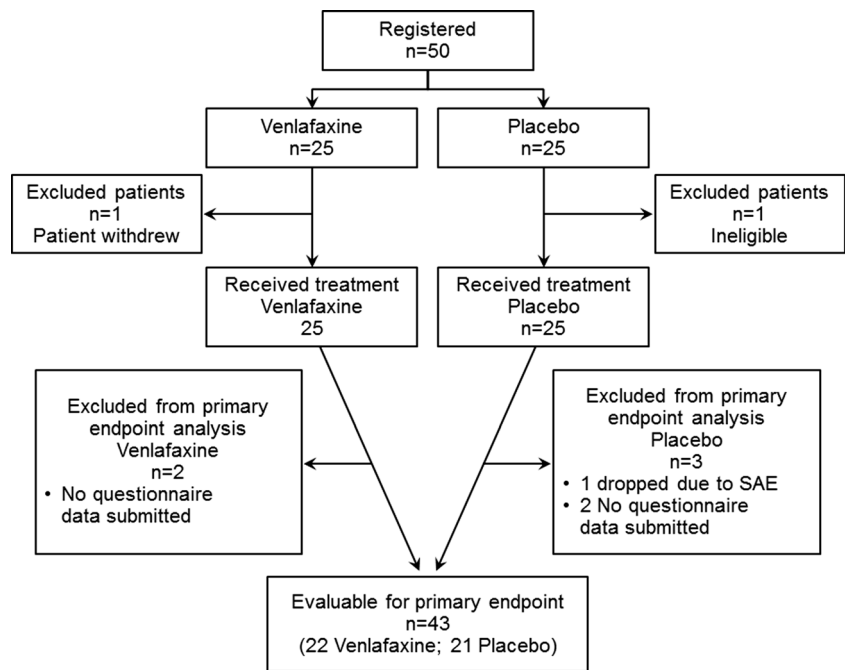 Registered
n=50
Venlafaxine
n=25
Placebo
n=25
Excluded patients
n=1
Patient withdrew
Excluded patients
n=1
Ineligible
Received treatment
Venlafaxine
25
Received treatment
Placebo
n=25
Excluded from primary
endpoint analysis
Venlafaxine
n=2
• No questionnaire
data submitted
Excluded from primary
endpoint analysis
Placebo
n=3
• 1 dropped due to SAE
• 2 No questionnaire
data submitted
Evaluable for primary endpoint
n=43
(22 Venlafaxine; 21 Placebo)